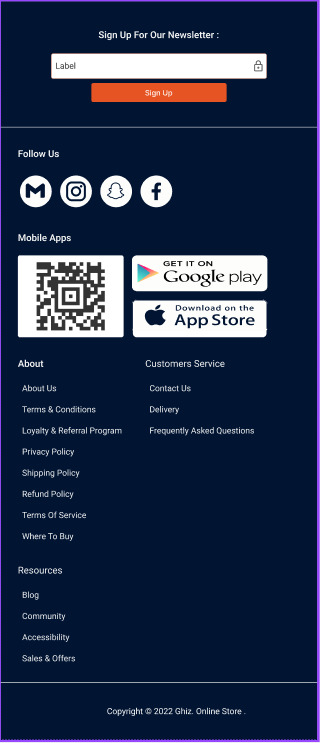 Sign Up For Our Newsletter :
Label
Sign Up
Follow Us
Mobile Apps
GET IT ON
Google play
Download on the
App Store
About
About Us
Terms & Conditions
Loyalty & Referral Program
Privacy Policy
Shipping Policy
Refund Policy
Terms Of Service
Where To Buy
Customers Service
Contact Us
Delivery
Frequently Asked Questions
Resources
Blog
Community
Accessibility
Sales & Offers
Copyright © 2022 Ghiz. Online Store .